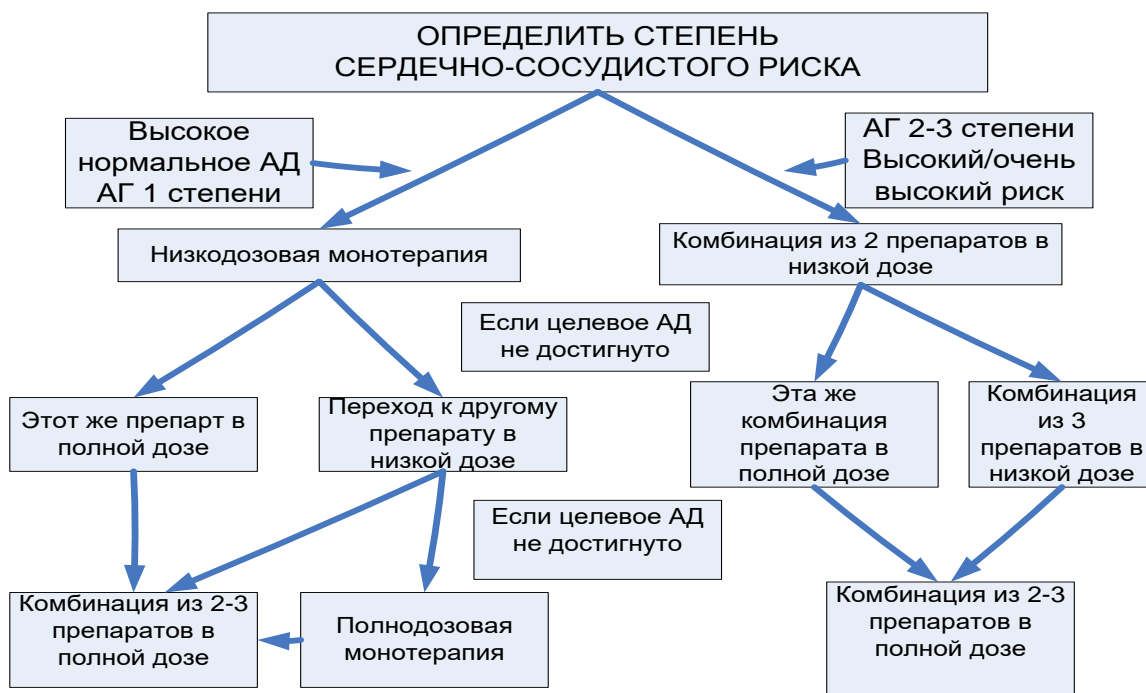 ОПРЕДЕЛИТЬ СТЕПЕНЬ
СЕРДЕЧНО-СОСУДИСТОГО РИСКА
Высокое
нормальное АД
АГ 1 степени
АГ 2-3 степени
Высокий/очень
высокий риск
Низкодозовая монотерапия
Комбинация из 2 препаратов в
низкой дозе
Если целевое АД
не достигнуто
Этот же препарт в
полной дозе
Переход к другому
препарату в
низкой дозе
Эта же
комбинация
препарата в
полной дозе
Комбинация
из 3
препаратов в
низкой дозе
Если целевое АД
не достигнуто
Комбинация из 2-3
препаратов в
полной дозе
Полнодозовая
монотерапия
Комбинация из 2-3
препаратов в
полной дозе